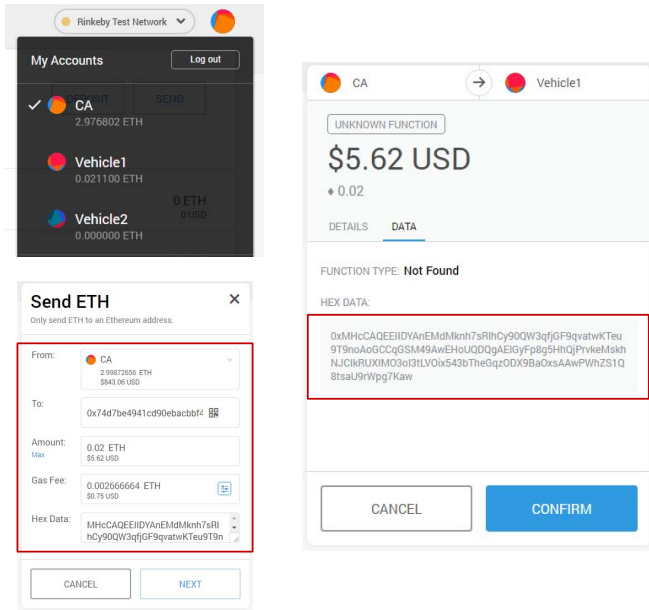 Rinkeby Test Network
My Accounts
Log out
SEND
CA
2.976802 ETH
Vehicle1
0.021100 ETH
0 ETH
0 USD
Vehicle2
0.000000 ETH
Send ETH
Only send ETH to an Ethereum address.
From:
CA
2.99872656 ETH
$843.06 USD
To:
0x74d7be4941cd90ebacbbf4
Amount:
Max
0.02 ETH
$5.62 USD
Gas Fee:
0.002666664 ETH
$0.75 USD
Hex Data:
MHcCAQEEIIDYAnEMdMknh7sRI
hCy90QW3qfjGF9qvatwKTeu9T9n
CANCEL
NEXT
CA
Vehicle1
UNKNOWN FUNCTION
$5.62 USD
0.02
DETAILS
DATA
FUNCTION TYPE: Not Found
HEX DATA:
0xMHcCAQEEIIDYAnEMdMknh7sRIhCy90QW3qfjGF9qvatwKTeu
9T9noAoGCCqGSM49AwEHoUQDQgAEIGyFp8g5HhQjPrvkeMskh
NJCIkRUXIMO3oI3tLVOix543bTheGqzODX9BaOxsAAwPWhZS1Q
8tsaU9rWpg7Kaw
CANCEL
CONFIRM